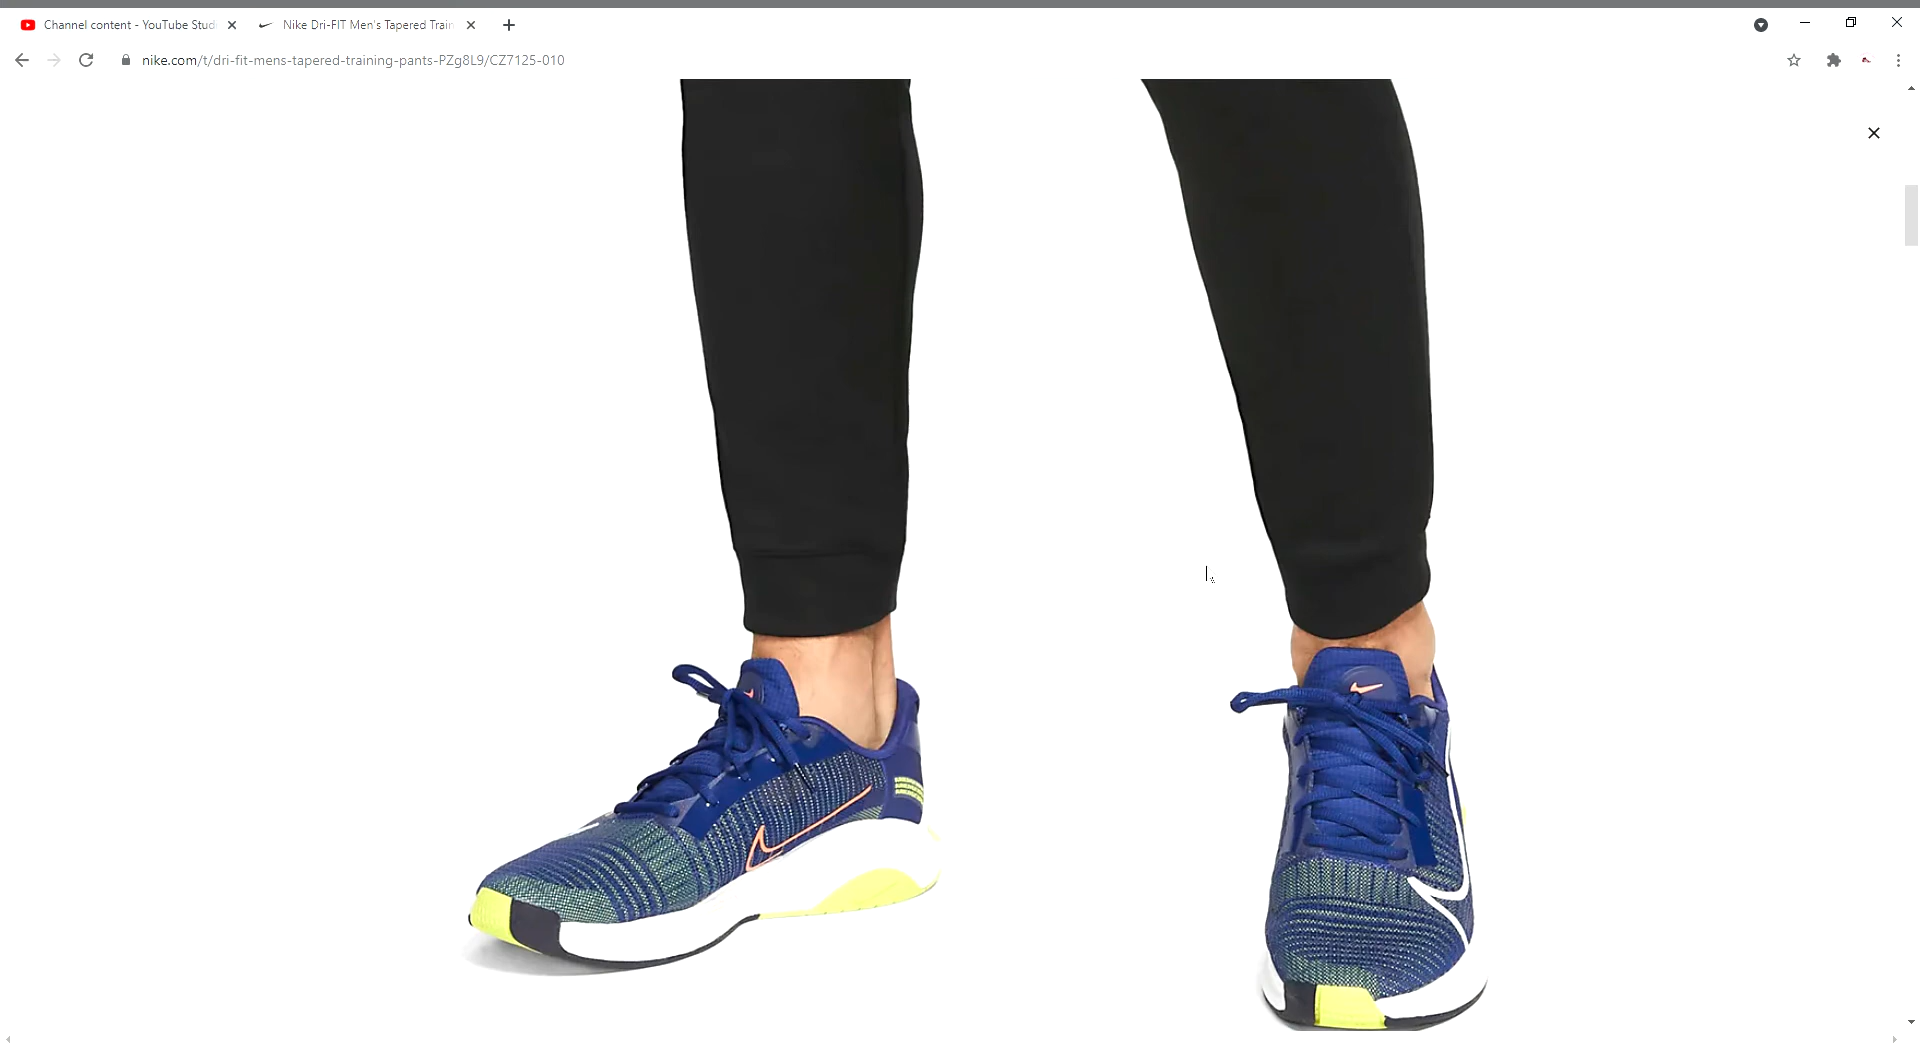 Channel content - YouTube Stud
Nike Dri-FIT Men's Tapered Train
nike.com/t/dri-fit-mens-tapered-training-pants-PZg8L9/CZ7125-010